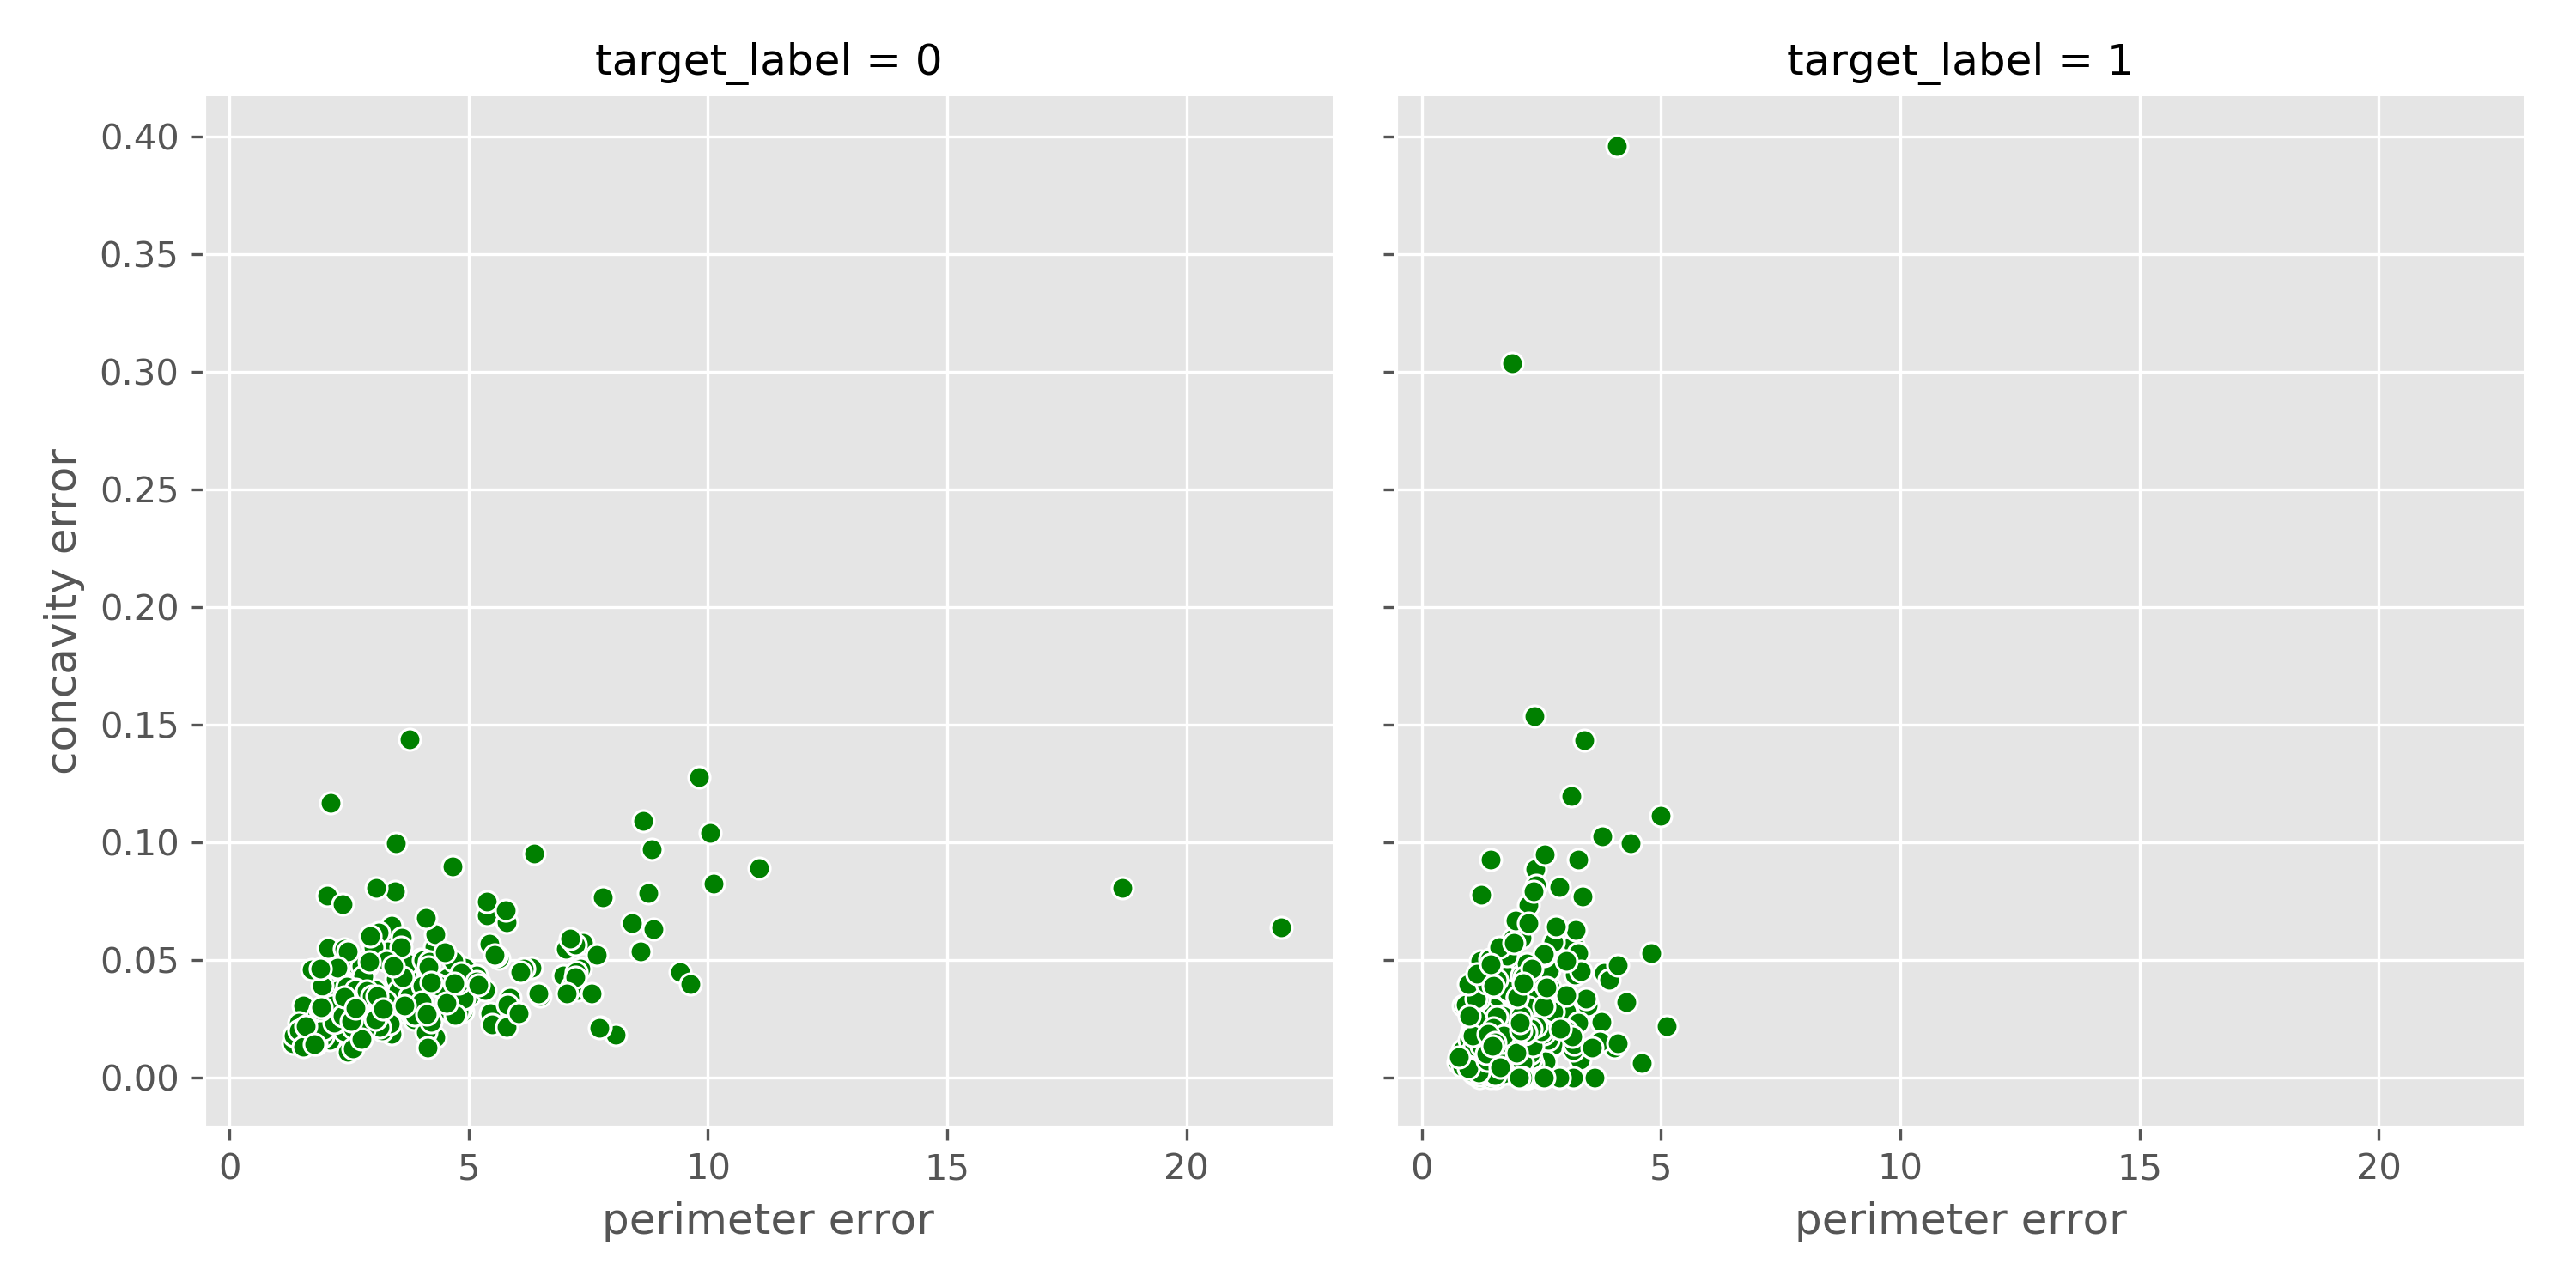 target_label = 0
target_label = 1
concavity error
0.40
0.35
0.30
0.25
0.20
0.15
0.10
0.05
0.00
0 5 10 15 20
0 5 10 15 20
perimeter error
perimeter error